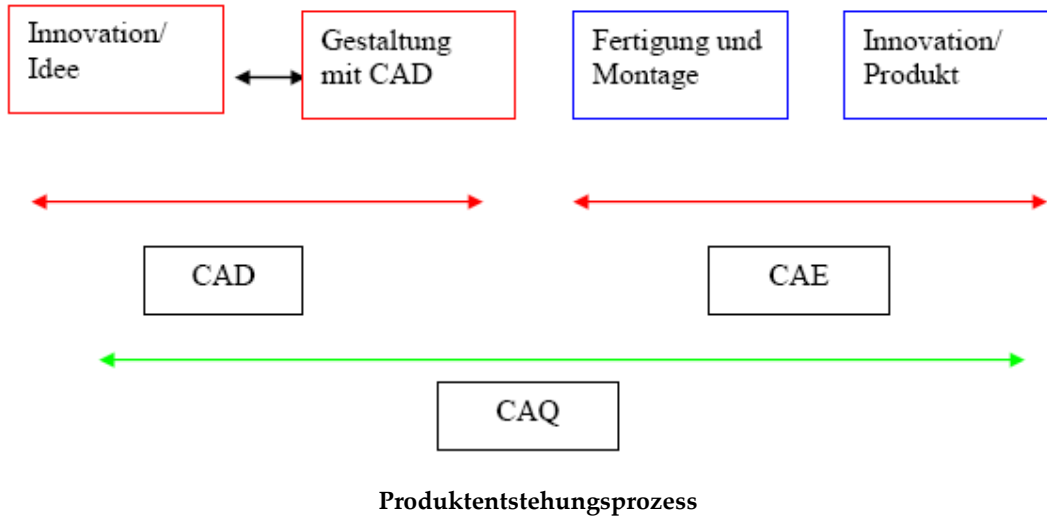 Innovation/
Idee
Gestaltung
mit CAD
Fertigung und
Montage
Innovation/
Produkt
CAD
CAE
CAQ
Produktentstehungsprozess